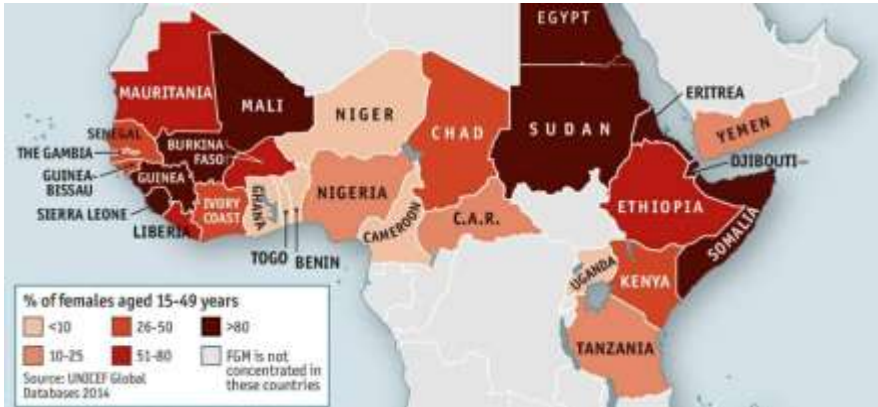 EGYPT
MAURITANIA
MALI
NIGER
CHAD
SUDAN
ERITREA
YEMEN
SENEGAL
THE GAMBIA
BURKINA
FASO
DJIBOUTI
GUINEA-
BISSAU
GUINEA
NIGERIA
ETHIOPIA
SIERRA LEONE
IVORY
COAST
GHANA
C.A.R.
CAMEROON
SOMALIA
LIBERIA
TOGO
BENIN
UGANDA
KENYA
TANZANIA
% of females aged 15-49 years
<10
26-50
>80
10-25
51-80
FGM is not
concentrated in
these countries
Source: UNICEF Global
Databases 2014